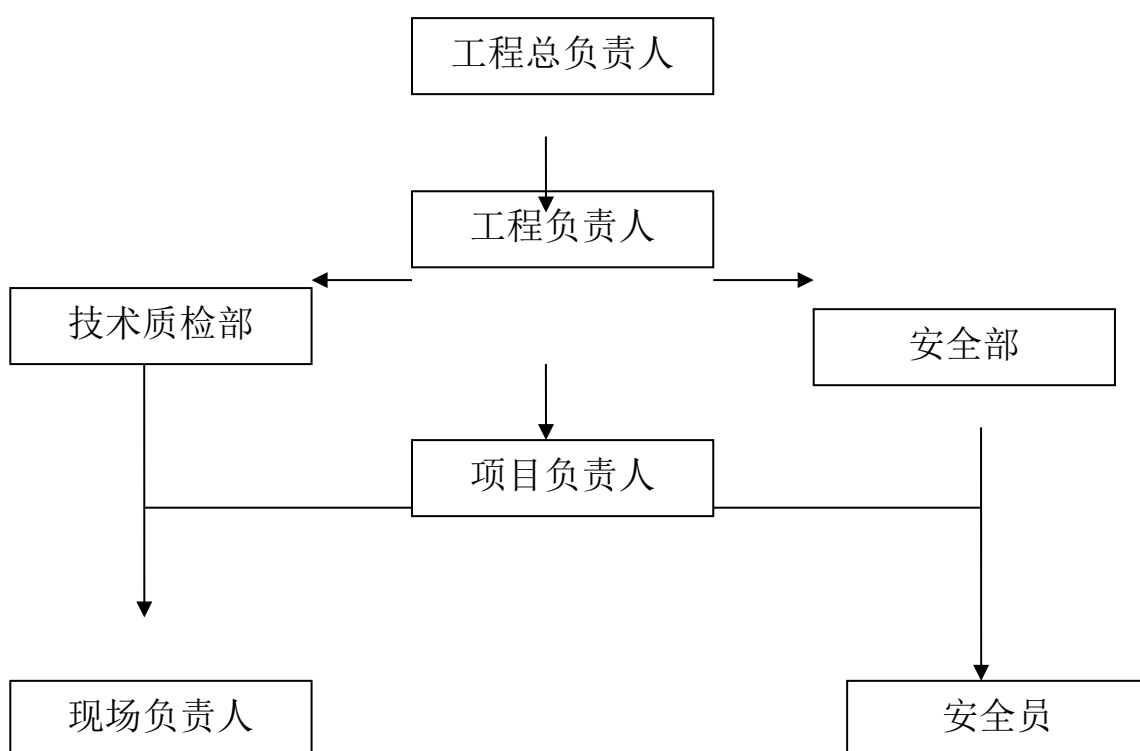 工程总负责人
工程负责人
技术质检部
安全部
项目负责人
现场负责人
安全员